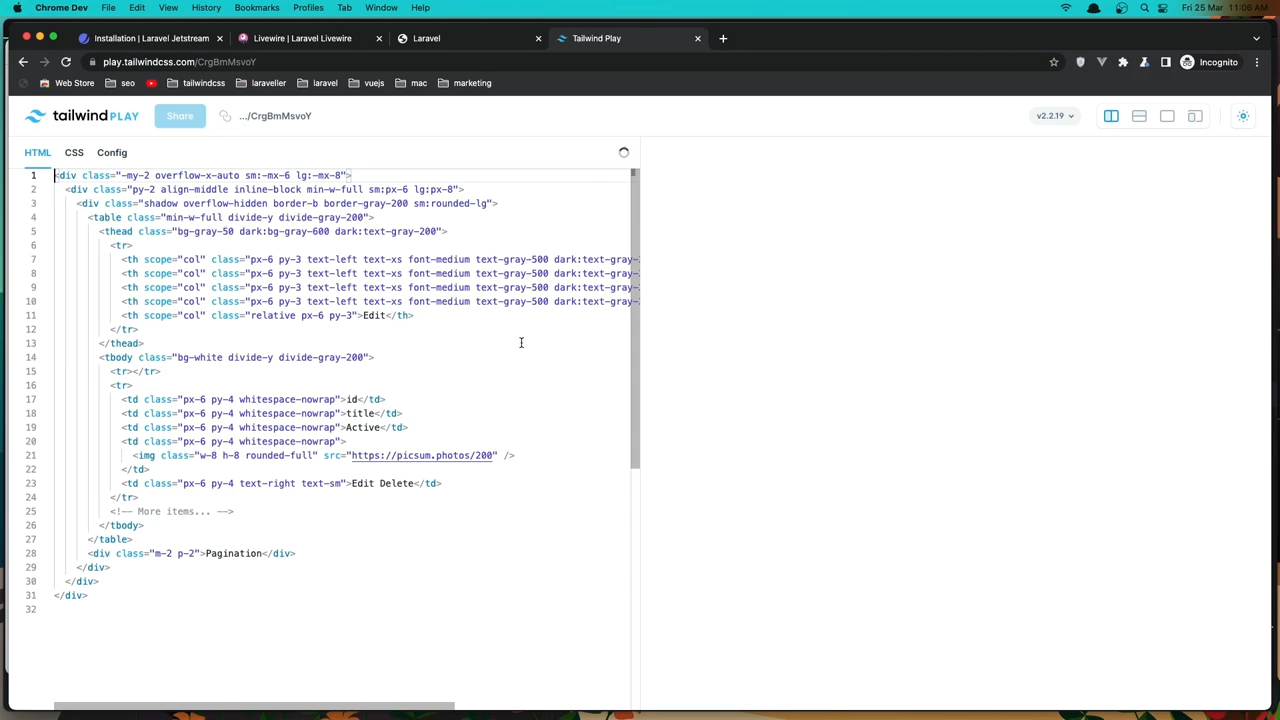 Chrome Dev File Edit View History Bookmarks Profiles Tab Window Help Fri 25 Mar 11:06 AM
Installation | Laravel Jetstream Livewire | Laravel Livewire Laravel Tailwind Play
play.tailwindcss.com/CrgBmMsvoY Incognito
Web Store seo tailwindcss laraveller laravel vuejs mac marketing
tailwind PLAY Share .../CrgBmMsvoY v2.2.19
HTML CSS Config
1 <div class="-my-2 overflow-x-auto sm:-mx-6 lg:-mx-8">
2 <div class="py-2 align-middle inline-block min-w-full sm:px-6 lg:px-8">
3 <div class="shadow overflow-hidden border-b border-gray-200 sm:rounded-lg">
4 <table class="min-w-full divide-y divide-gray-200">
5 <thead class="bg-gray-50 dark:bg-gray-600 dark:text-gray-200">
6 <tr>
7 <th scope="col" class="px-6 py-3 text-left text-xs font-medium text-gray-500 dark:text-gray-
8 <th scope="col" class="px-6 py-3 text-left text-xs font-medium text-gray-500 dark:text-gray-
9 <th scope="col" class="px-6 py-3 text-left text-xs font-medium text-gray-500 dark:text-gray-
10 <th scope="col" class="px-6 py-3 text-left text-xs font-medium text-gray-500 dark:text-gray-
11 <th scope="col" class="relative px-6 py-3">Edit</th>
12 </tr>
13 </thead>
14 <tbody class="bg-white divide-y divide-gray-200">
15 <tr></tr>
16 <tr>
17 <td class="px-6 py-4 whitespace-nowrap">id</td>
18 <td class="px-6 py-4 whitespace-nowrap">title</td>
19 <td class="px-6 py-4 whitespace-nowrap">Active</td>
20 <td class="px-6 py-4 whitespace-nowrap">
21 <img class="w-8 h-8 rounded-full" src="https://picsum.photos/200" />
22 </td>
23 <td class="px-6 py-4 text-right text-sm">Edit Delete</td>
24 </tr>
25 <!-- More items... -->
26 </tbody>
27 </table>
28 <div class="m-2 p-2">Pagination</div>
29 </div>
30 </div>
31 </div>
32